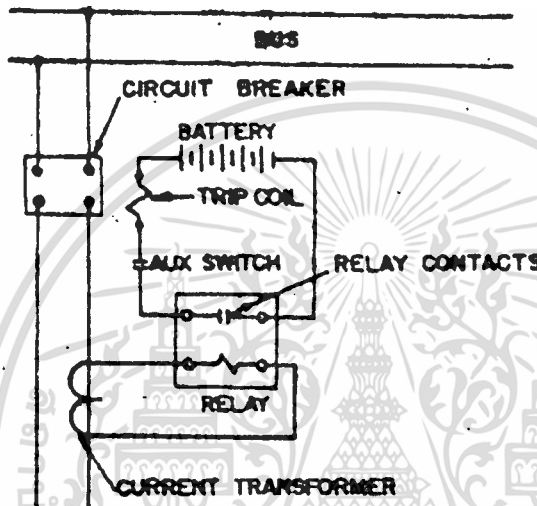 BUS
CIRCUIT BREAKER
BATTERY
TRIP COIL
AUX SWITCH
RELAY CONTACTS
RELAY
CURRENT TRANSFORMER